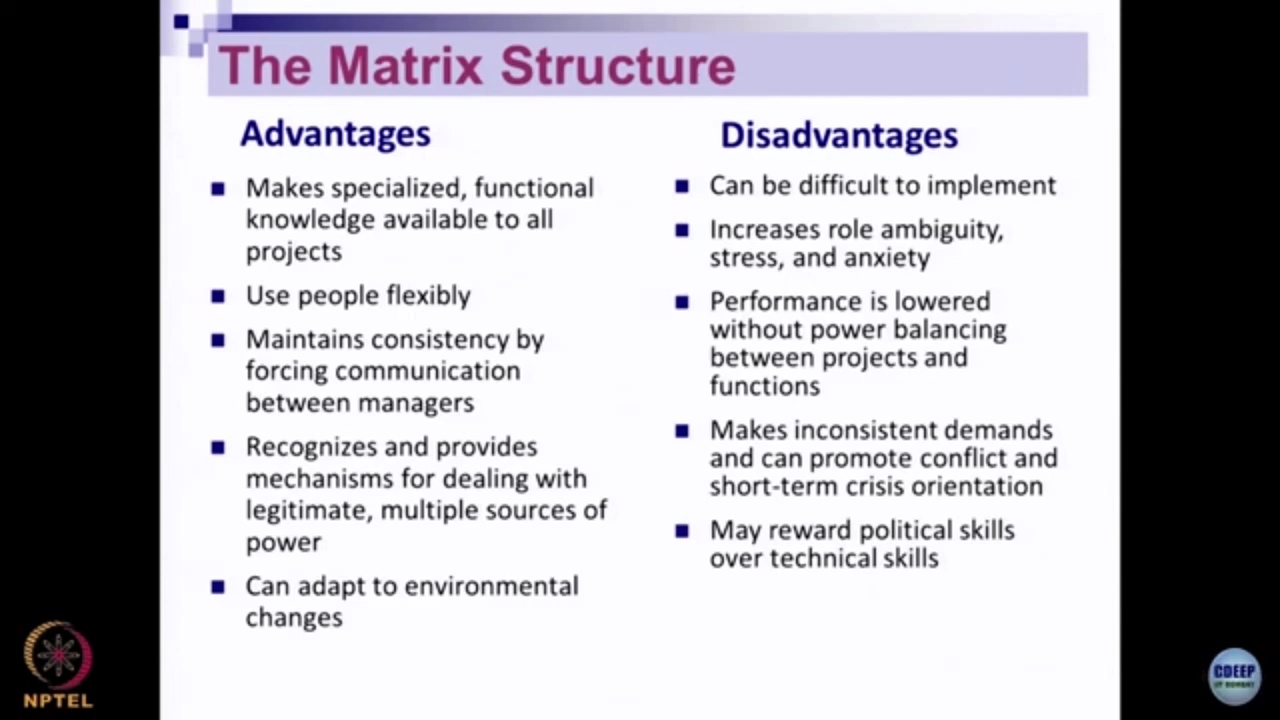 The Matrix Structure
Advantages
Makes specialized, functional
knowledge available to all
projects
Use people flexibly
Maintains consistency by
forcing communication
between managers
Recognizes and provides
mechanisms for dealing with
legitimate, multiple sources of
power
Can adapt to environmental
changes
Disadvantages
Can be difficult to implement
Increases role ambiguity,
stress, and anxiety
Performance is lowered
without power balancing
between projects and
functions
Makes inconsistent demands
and can promote conflict and
short-term crisis orientation
May reward political skills
over technical skills
NPTEL
CDEEP
IIT BOMBAY